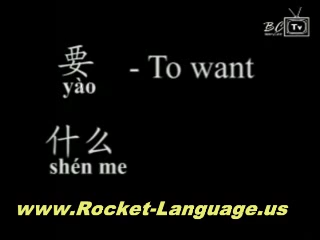 BC
Tv
要 - To want
yào
什么
shén me
www.Rocket-Language.us